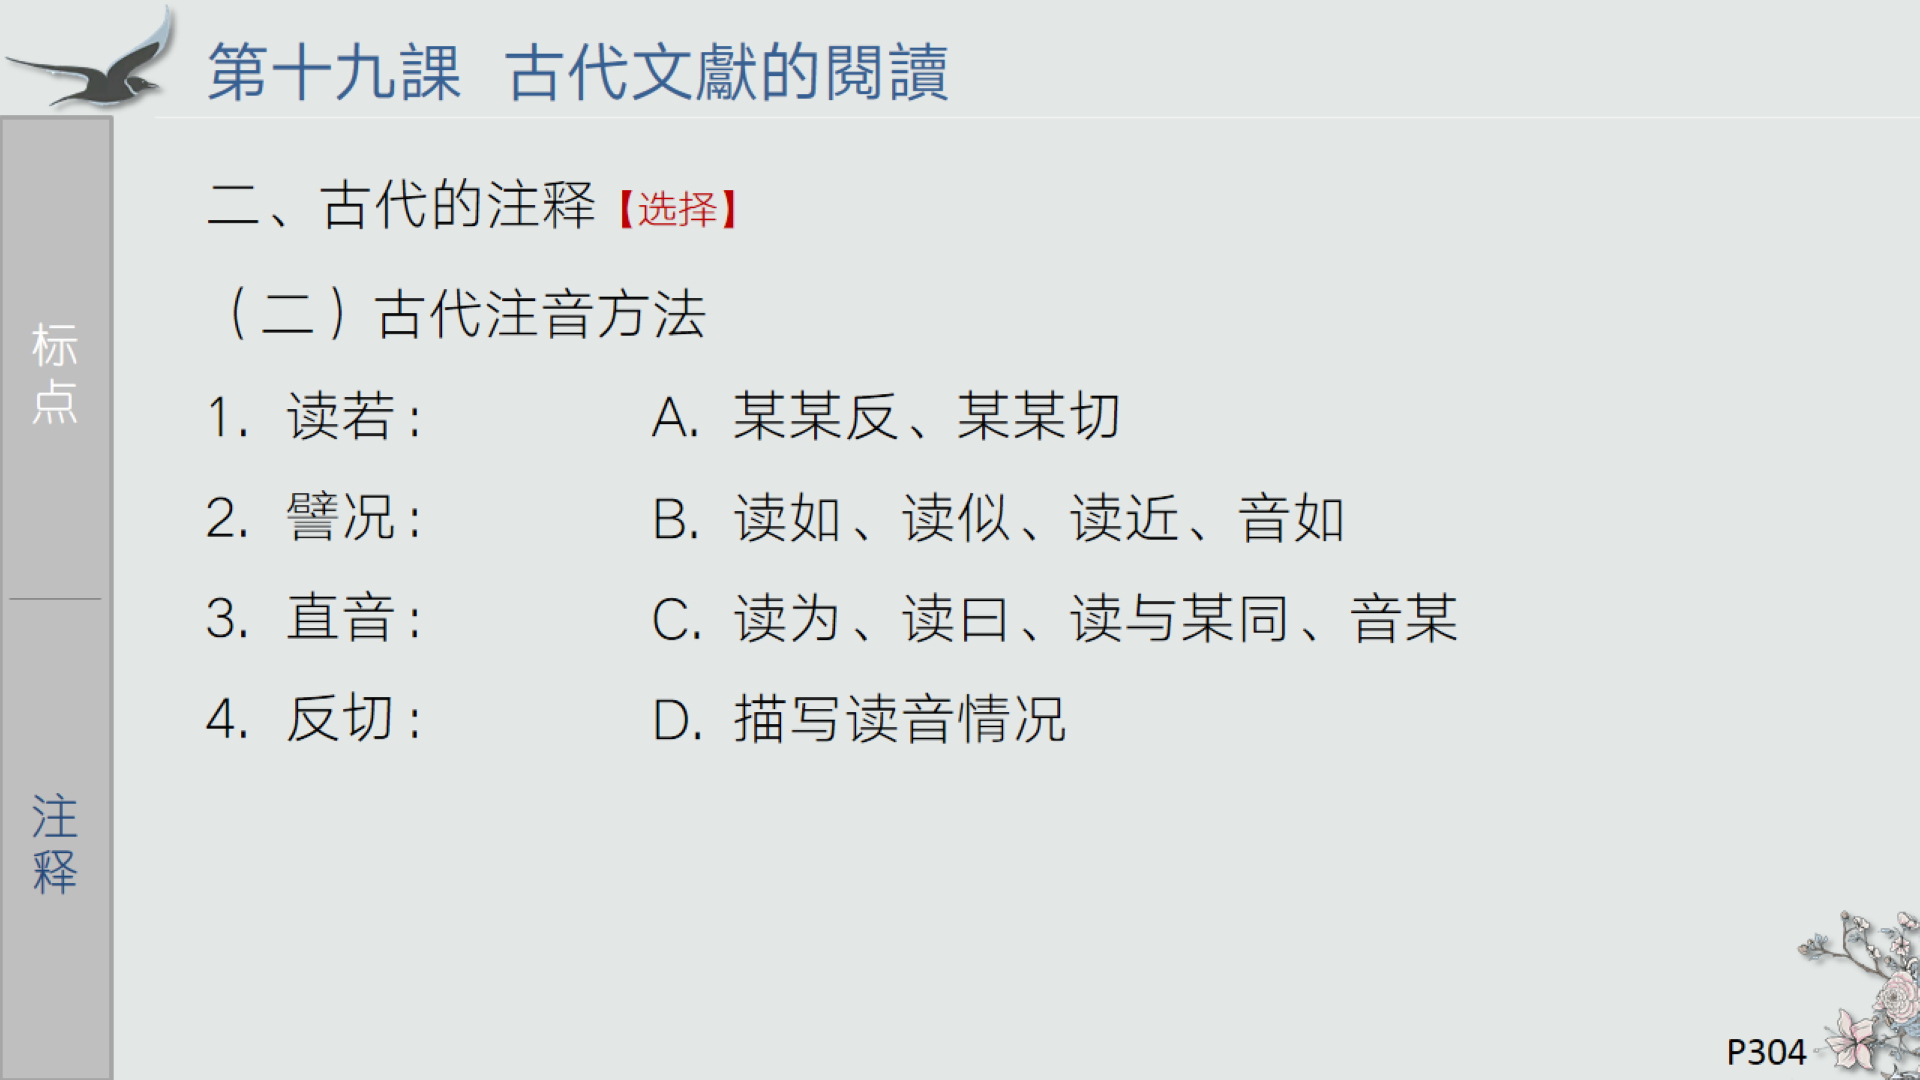 第十九課 古代文獻的閱讀
标点
注释
二、古代的注释【选择】
（二）古代注音方法
1. 读若： A. 某某反、某某切
2. 譬况： B. 读如、读似、读近、音如
3. 直音： C. 读为、读曰、读与某同、音某
4. 反切： D. 描写读音情况
P304